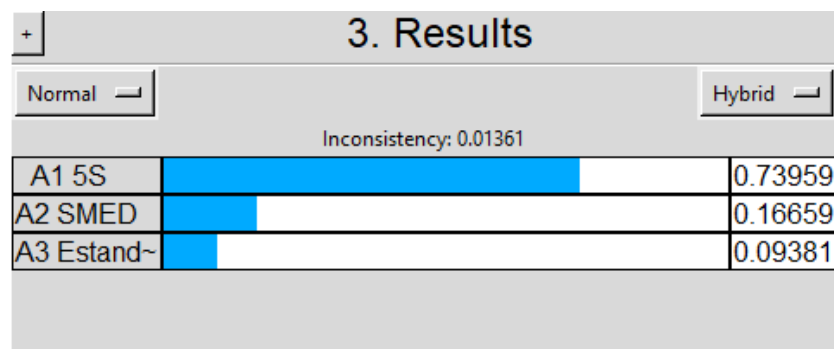 + 3. Results
Normal Hybrid
Inconsistency: 0.01361
A1 5S 0.73959
A2 SMED 0.16659
A3 Estand~ 0.09381